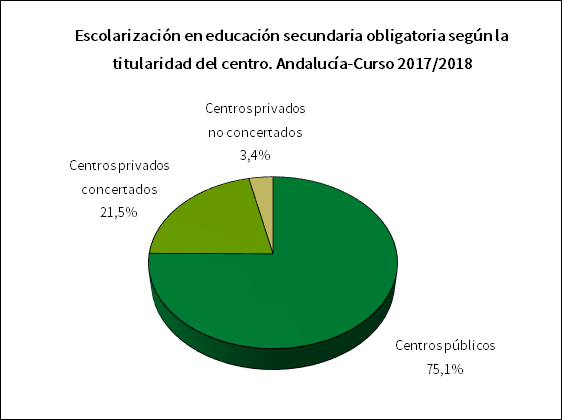 Escolarización en educación secundaria obligatoria según la
titularidad del centro. Andalucía-Curso 2017/2018
Centros privados
no concertados
3,4%
Centros privados
concertados
21,5%
Centros públicos
75,1%